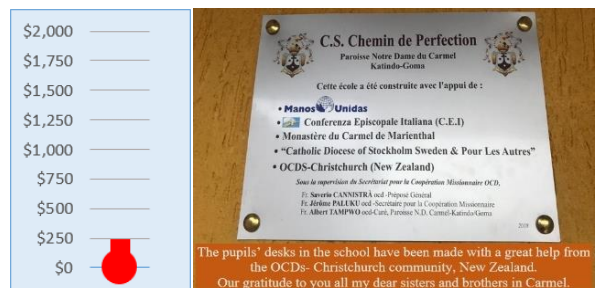 $2,000
$1,750
$1,500
$1,250
$1,000
$750
$500
$250
$0
C.S. Chemin de Perfection
Paroisse Notre Dame du Carmel
Katindo-Goma
Cette école a été construite avec l'appui de :
• Manos Unidas
• Conferenza Episcopale Italiana (C.E.I)
• Monastère du Carmel de Marienthal
• “Catholic Diocese of Stockholm Sweden & Pour Les Autres”
• OCDS-Christchurch (New Zealand)
Sous la supervision du Secrétariat pour la Coopération Missionnaire OCD.
Fr. Saverio CANNISTRÀ ocd -Préposé Général
Fr. Jérôme PALUKU ocd -Secrétaire pour la Coopération Missionnaire
Fr. Albert TAMPWO ocd-Curé, Paroisse N.D. Carmel-Katindo/Goma
The pupils' desks in the school have been made with a great help from
the OCDs- Christchurch community, New Zealand.
Our gratitude to you all my dear sisters and brothers in Carmel.